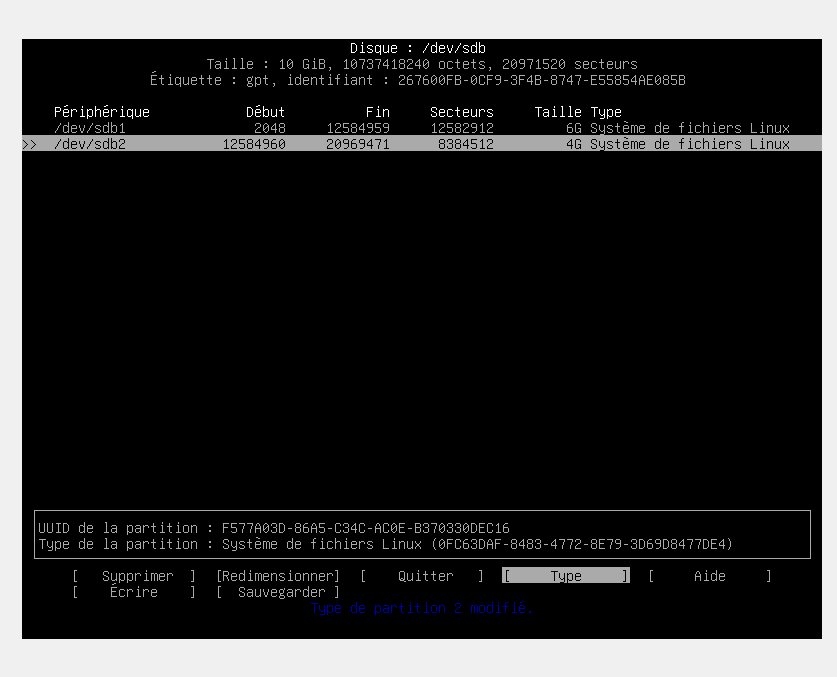 Disque : /dev/sdb
Taille : 10 GiB, 10737418240 octets, 20971520 secteurs
Étiquette : gpt, identifiant : 267600FB-0CF9-3F4B-8747-E55854AE085B
Périphérique Début Fin Secteurs Taille Type
/dev/sdb1 2048 12584959 12582912 6G Système de fichiers Linux
>> /dev/sdb2 12584960 20969471 8384512 4G Système de fichiers Linux
UUID de la partition : F577A03D-86A5-C34C-AC0E-B370330DEC16
Type de la partition : Système de fichiers Linux (0FC63DAF-8483-4772-8E79-3D69D8477DE4)
[ Supprimer ] [Redimensionner] [ Quitter ] [ Type ] [ Aide ]
[ Écrire ] [ Sauvegarder ]
Type de partition 2 modifié.